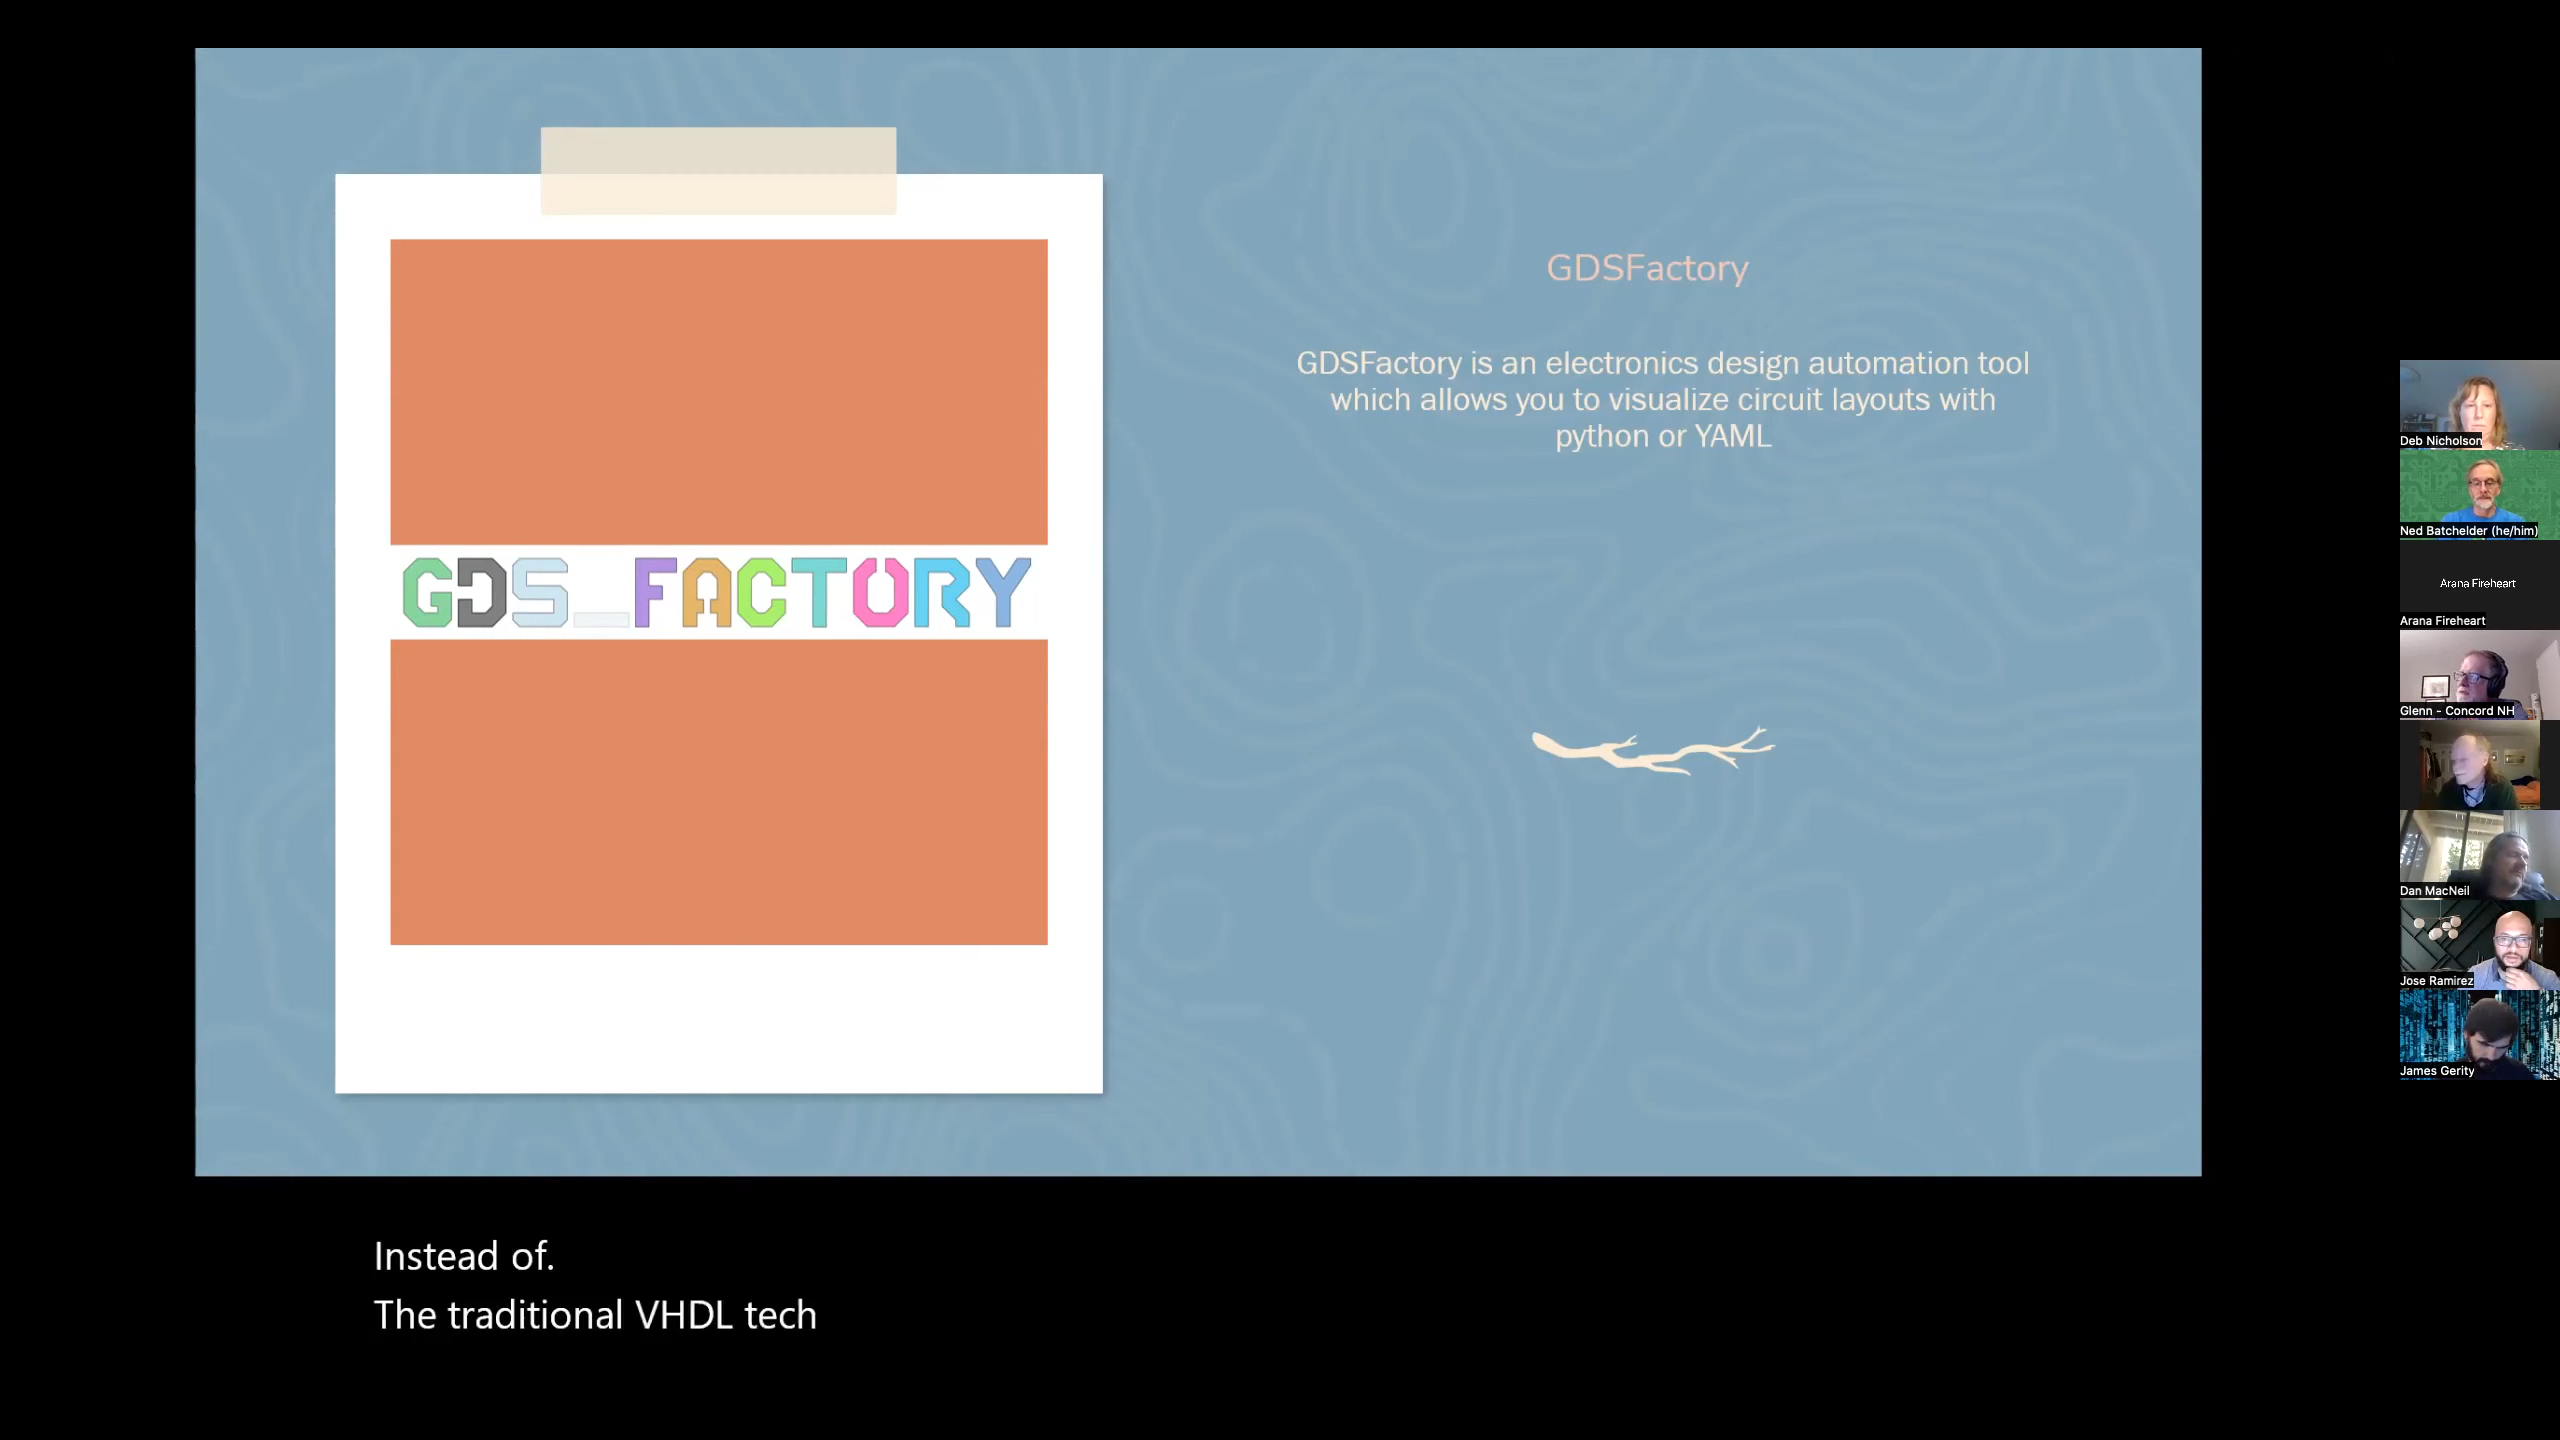 GDS_FACTORY
GDSFactory
GDSFactory is an electronics design automation tool
which allows you to visualize circuit layouts with
python or YAML
Deb Nicholson
Ned Batchelder (he/him)
Arana Fireheart
Arana Fireheart
Glenn - Concord NH
Dan MacNeil
Jose Ramirez
James Gerity
Instead of.
The traditional VHDL tech